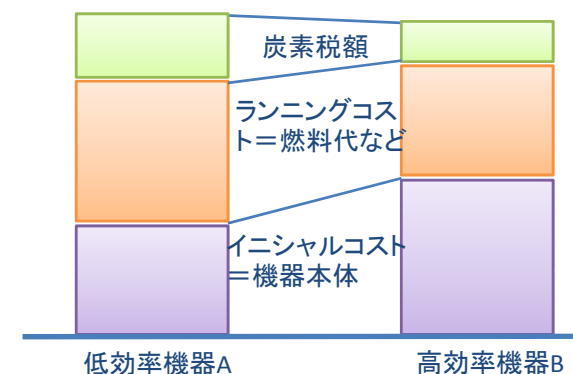 炭素税額
ランニングコス
ト＝燃料代など
イニシャルコスト
＝機器本体
低効率機器A
高効率機器B